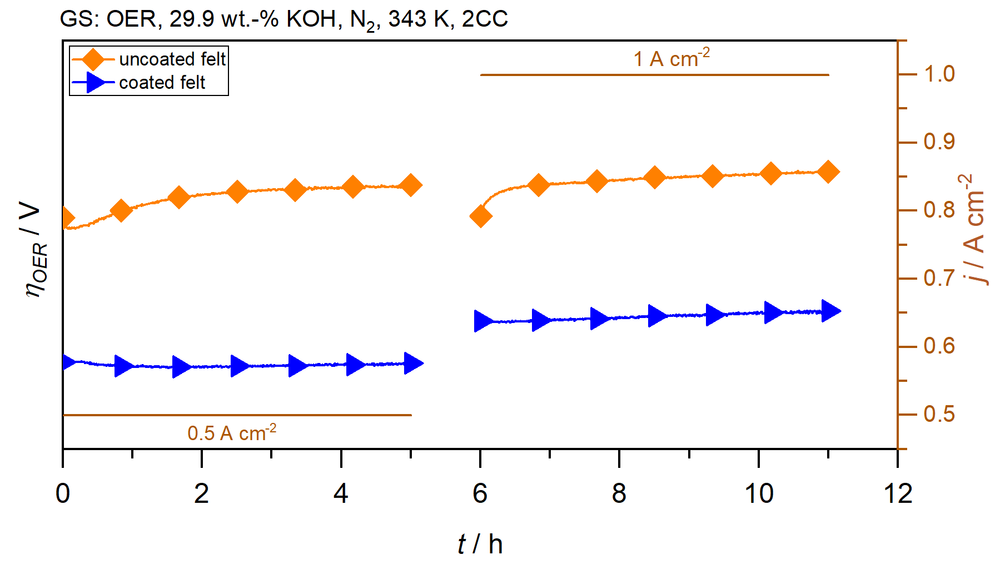 GS: OER, 29.9 wt.-% KOH, N₂, 343 K, 2CC
uncoated felt
coated felt
1 A cm⁻²
0.5 A cm⁻²
η_OER / V
1.0
0.9
0.8
0.7
0.6
0.5
j / A cm⁻²
0 2 4 6 8 10 12
t / h